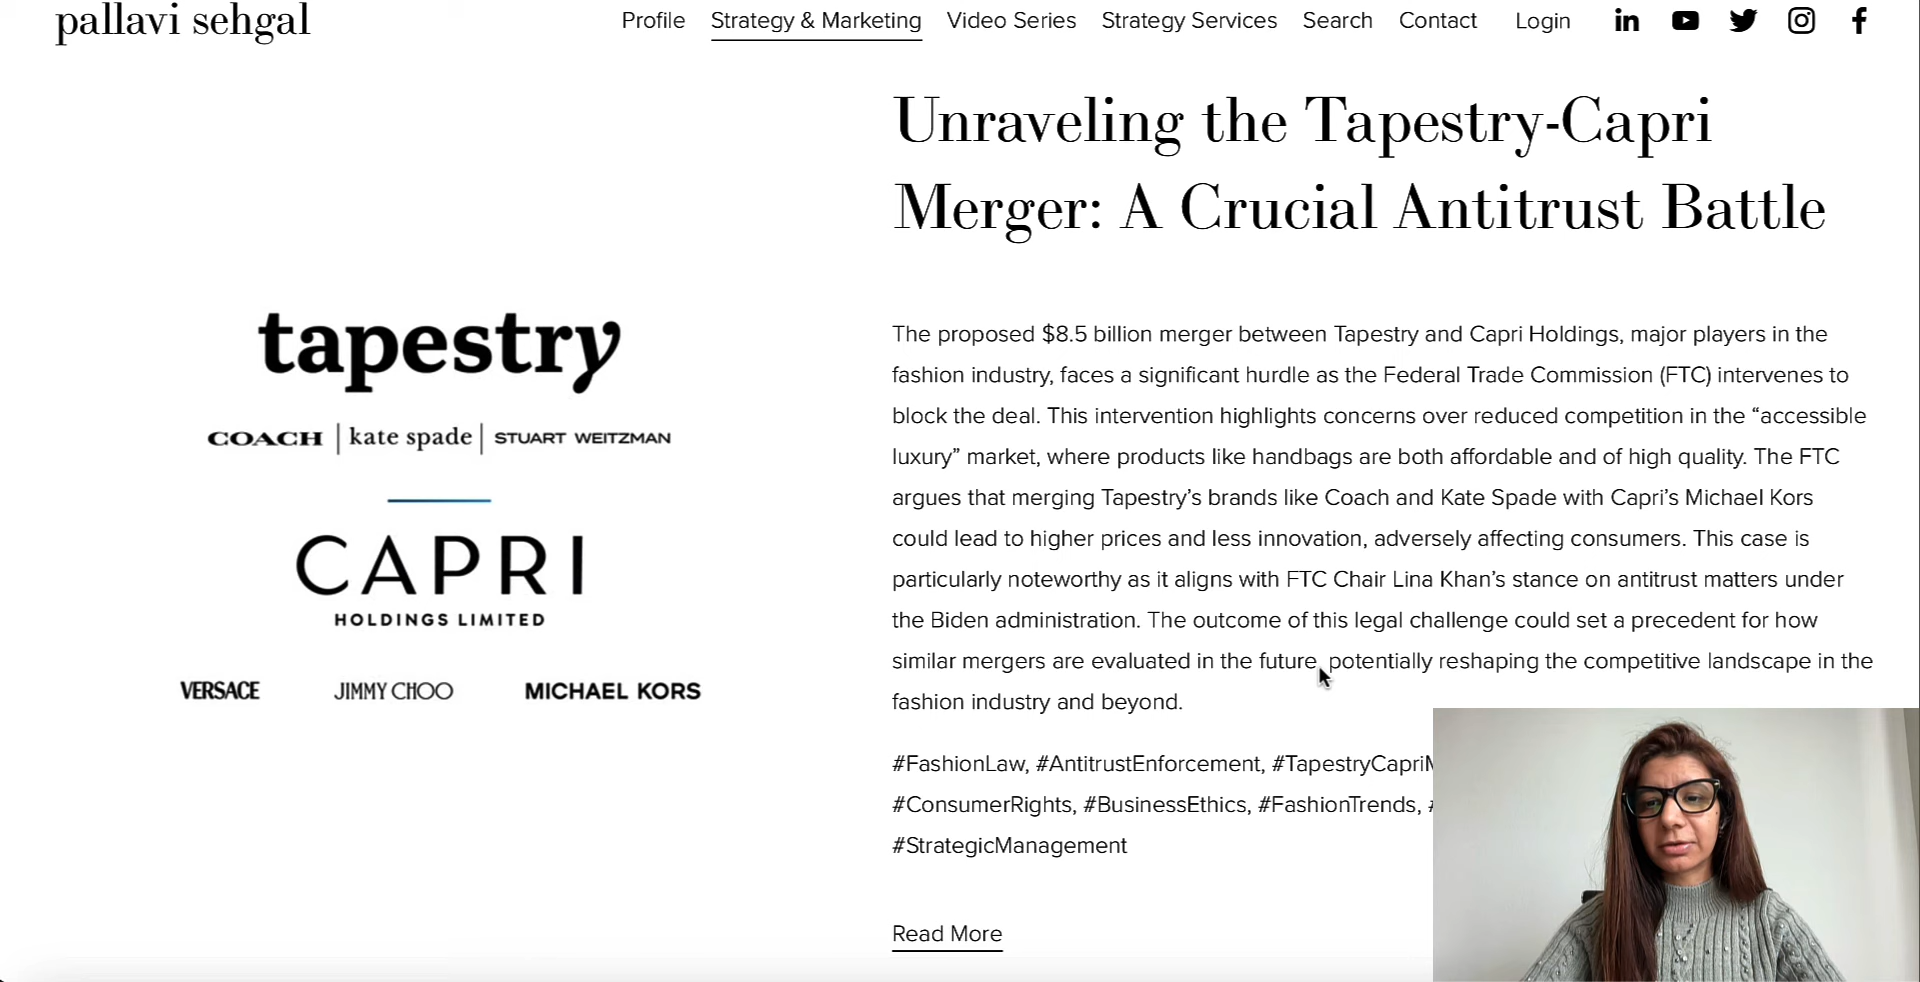 pallavi sehgal
Profile Strategy & Marketing Video Series Strategy Services Search Contact Login
Unraveling the Tapestry-Capri
Merger: A Crucial Antitrust Battle
tapestry
COACH | kate spade | STUART WEITZMAN
CAPRI
HOLDINGS LIMITED
VERSACE JIMMY CHOO MICHAEL KORS
The proposed $8.5 billion merger between Tapestry and Capri Holdings, major players in the
fashion industry, faces a significant hurdle as the Federal Trade Commission (FTC) intervenes to
block the deal. This intervention highlights concerns over reduced competition in the “accessible
luxury” market, where products like handbags are both affordable and of high quality. The FTC
argues that merging Tapestry’s brands like Coach and Kate Spade with Capri’s Michael Kors
could lead to higher prices and less innovation, adversely affecting consumers. This case is
particularly noteworthy as it aligns with FTC Chair Lina Khan’s stance on antitrust matters under
the Biden administration. The outcome of this legal challenge could set a precedent for how
similar mergers are evaluated in the future, potentially reshaping the competitive landscape in the
fashion industry and beyond.
#FashionLaw, #AntitrustEnforcement,
#ConsumerRights, #BusinessEthics, #FashionTrends,
#StrategicManagement
Read More